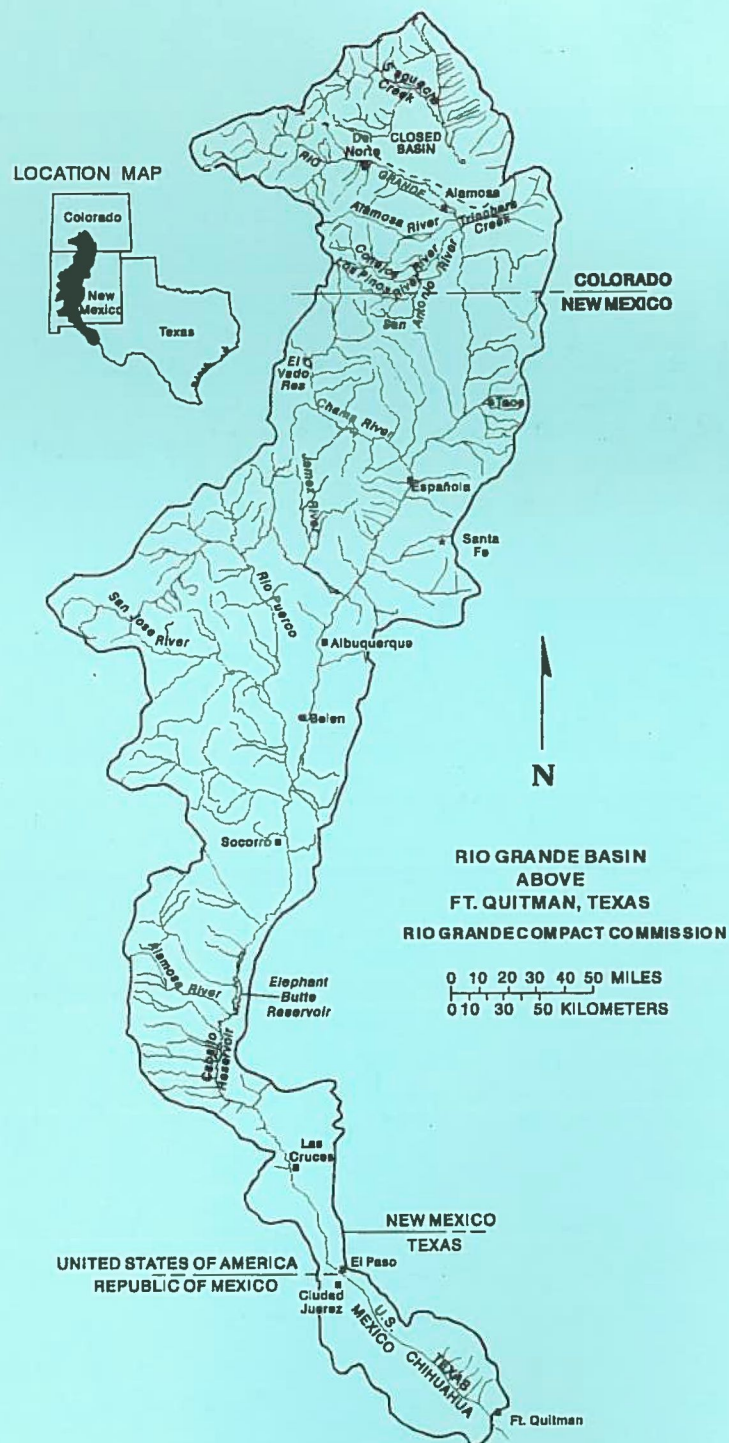 Saguache
Creek
CLOSED
BASIN
Del
Norte
RIO
GRANDE
Alamosa
Alamosa River
Trinchera
Creek
Conejos River
Los Pinos River
San
Antonio River
LOCATION MAP
Colorado
New
Mexico
Texas
COLORADO
NEW MEXICO
El
Vado
Res
Taos
Chama River
Jemez River
Española
Santa
Fe
Rio Puerco
San Jose
River
Albuquerque
Belen
N
Socorro
RIO GRANDE BASIN
ABOVE
FT. QUITMAN, TEXAS
RIO GRANDE COMPACT COMMISSION
0 10 20 30 40 50 MILES
0 10 30 50 KILOMETERS
Alamosa
River
Elephant
Butte
Reservoir
Caballo
Reservoir
Las
Cruces
NEW MEXICO
TEXAS
UNITED STATES OF AMERICA
REPUBLIC OF MEXICO
El Paso
Ciudad
Juarez
U.S.
MEXICO
TEXAS
CHIHUAHUA
Ft. Quitman